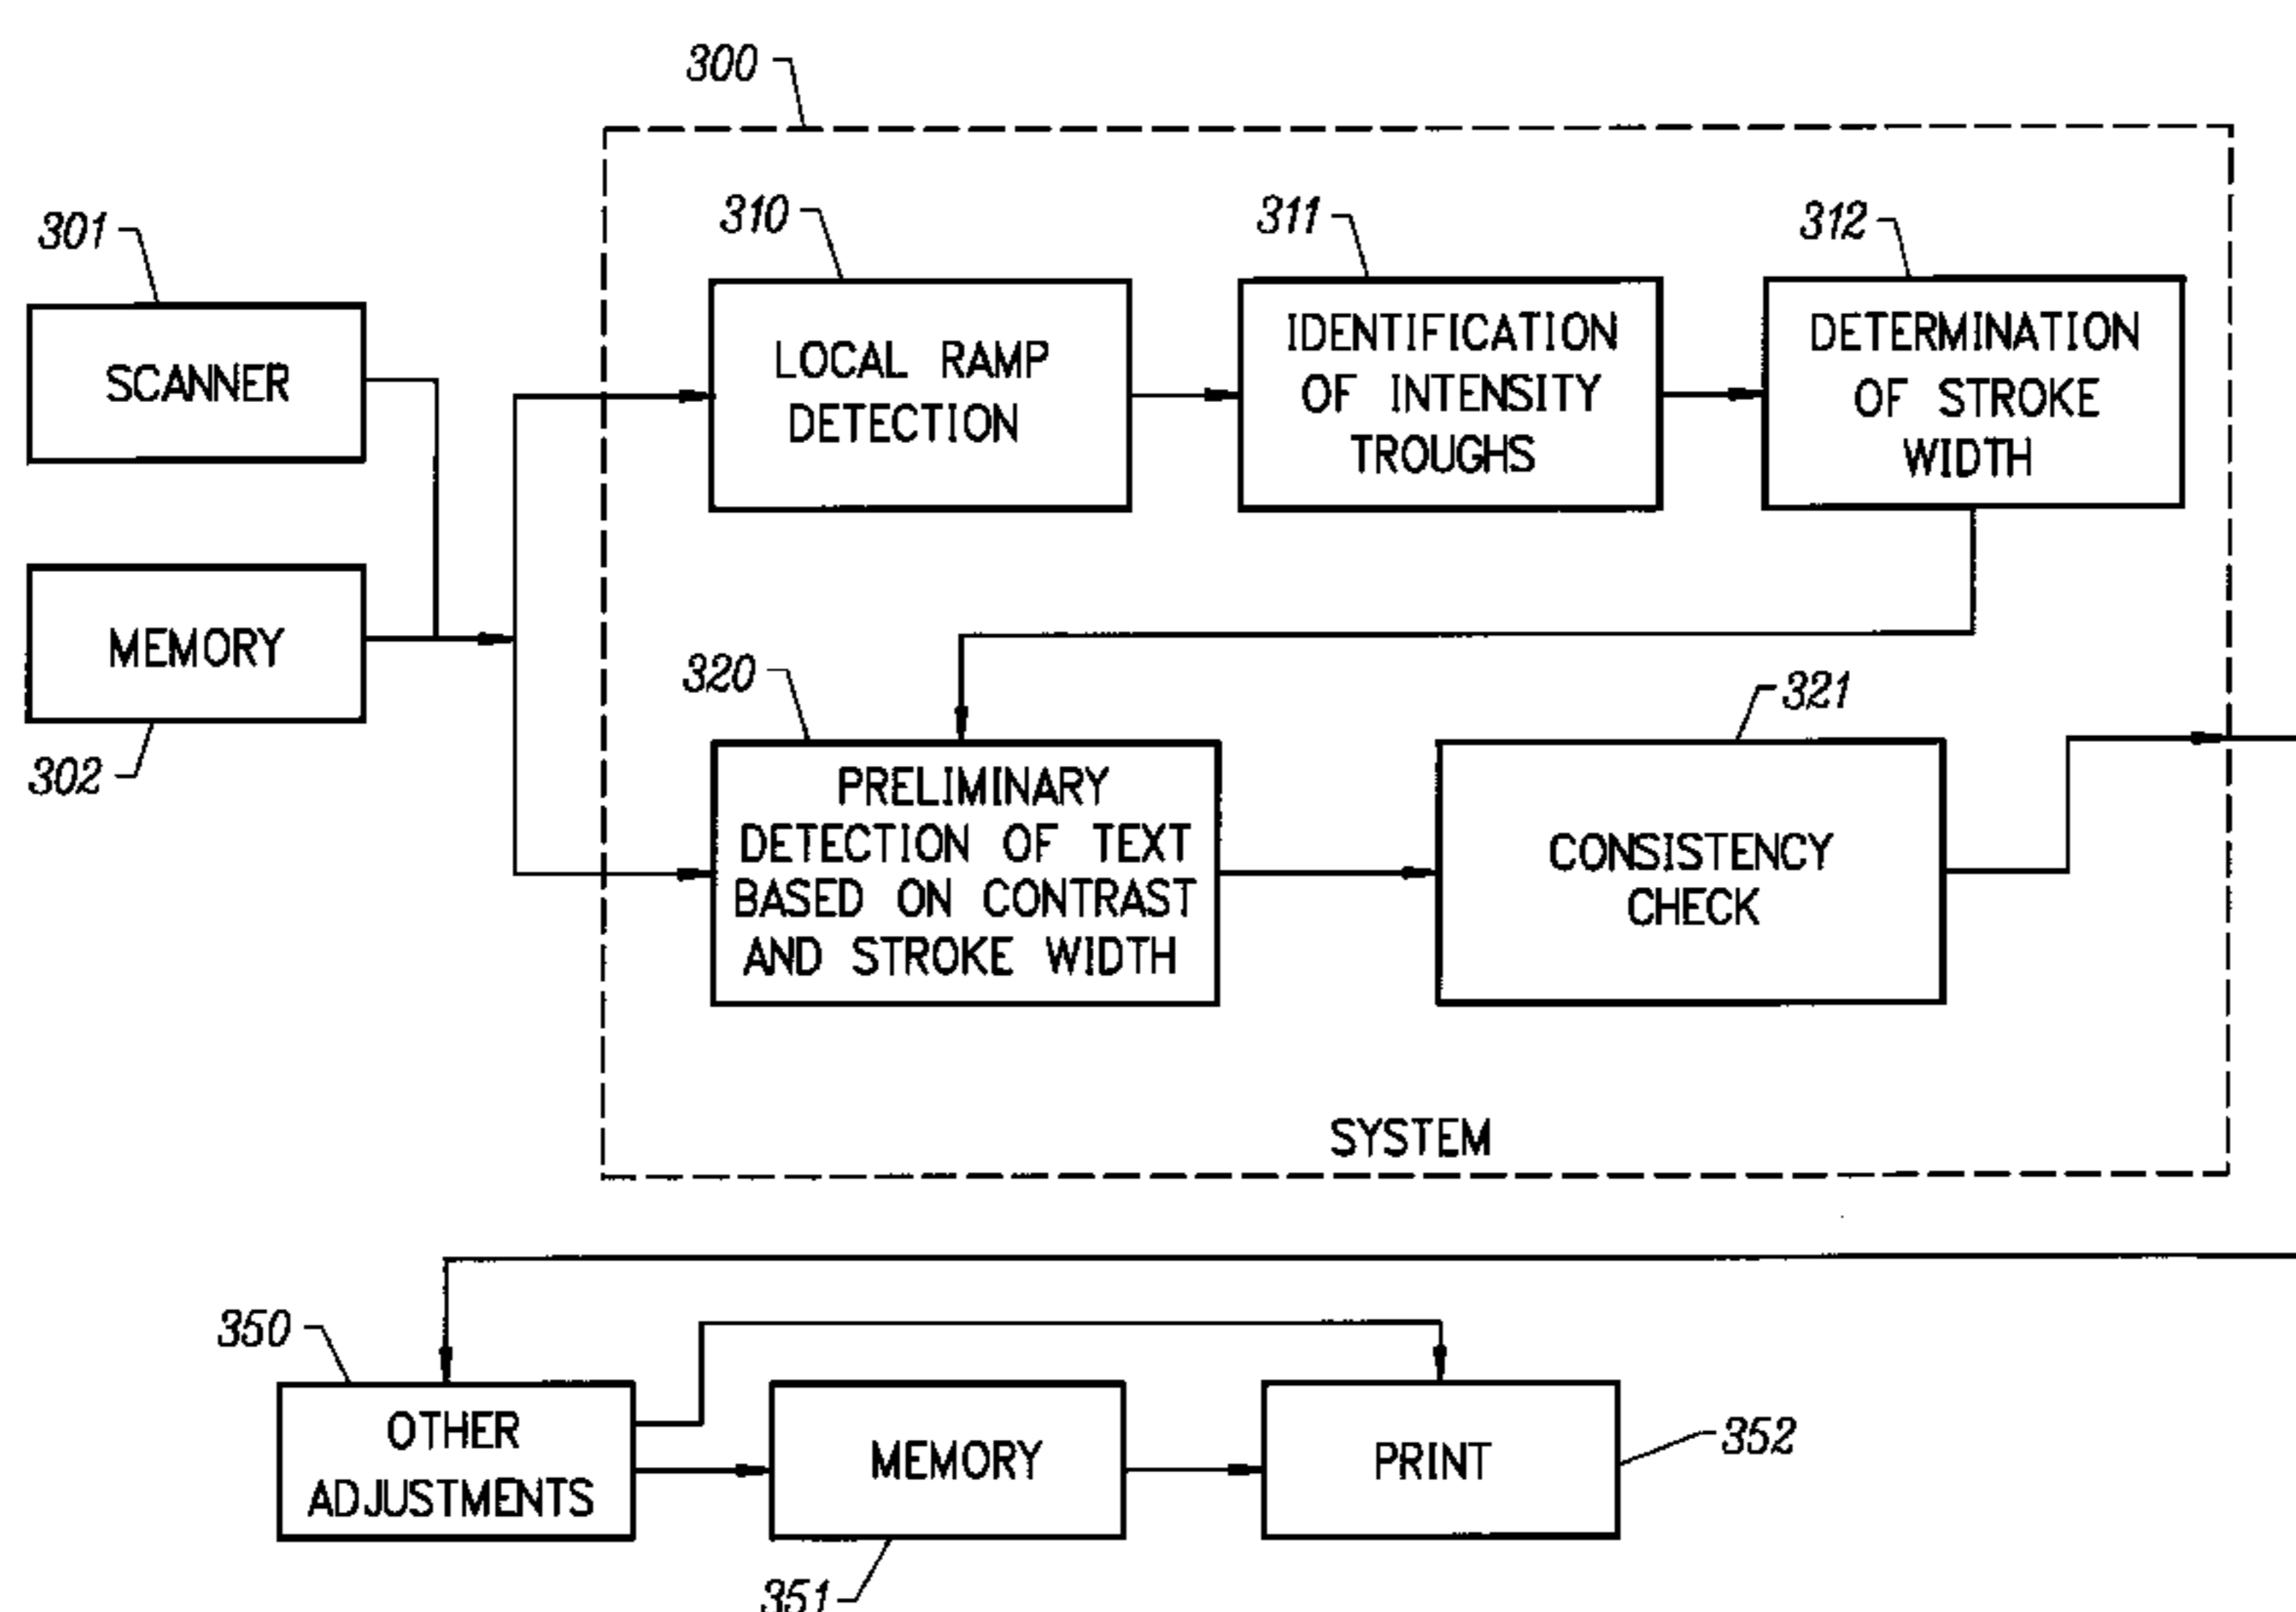 300
301
310
311
312
SCANNER
LOCAL RAMP
DETECTION
IDENTIFICATION
OF INTENSITY
TROUGHS
DETERMINATION
OF STROKE
WIDTH
MEMORY
302
320
321
PRELIMINARY
DETECTION OF TEXT
BASED ON CONTRAST
AND STROKE WIDTH
CONSISTENCY
CHECK
SYSTEM
350
OTHER
ADJUSTMENTS
MEMORY
PRINT
352
351